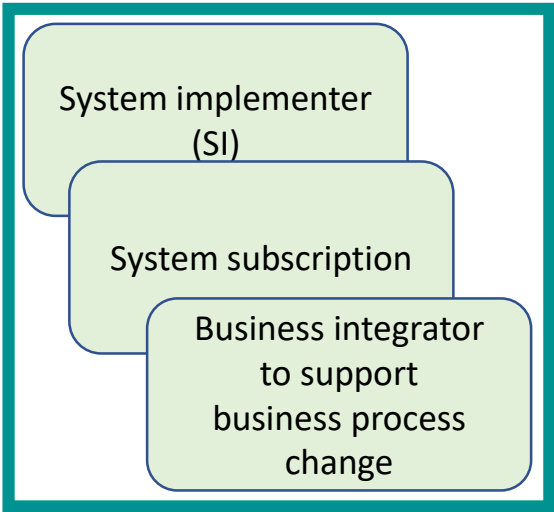 System implementer
(SI)
System subscription
Business integrator
to support
business process
change